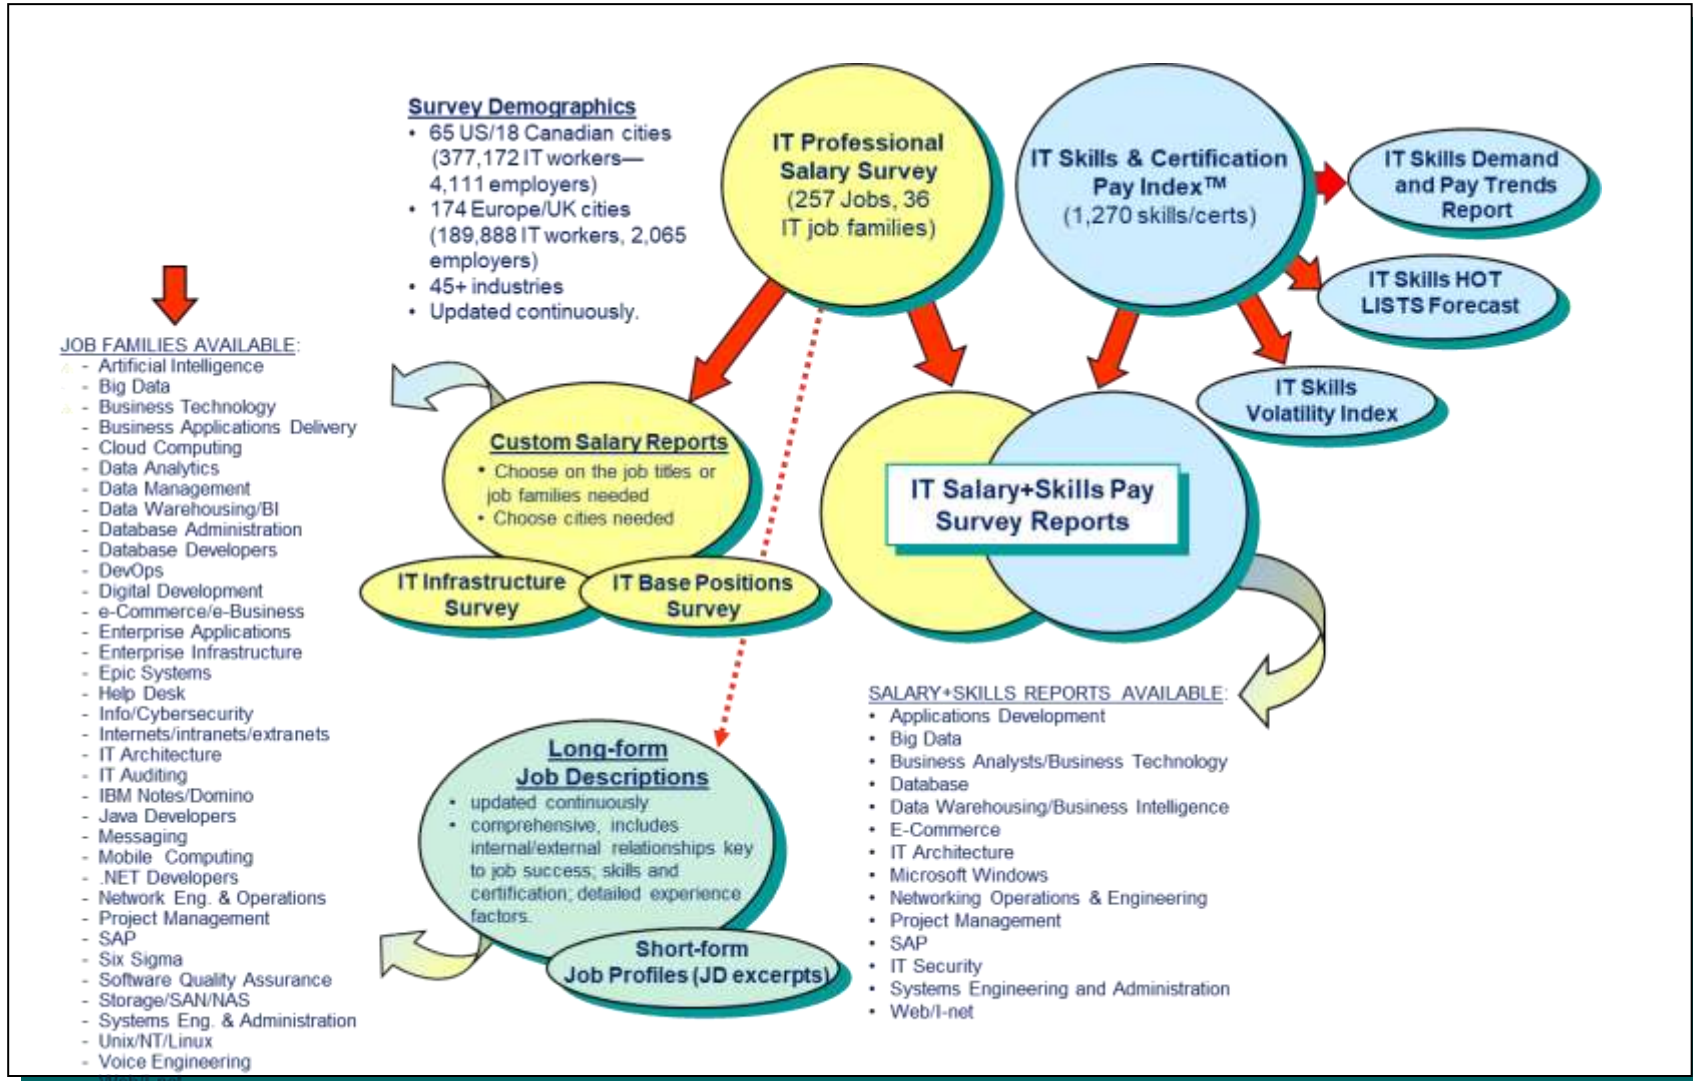 Survey Demographics
• 65 US/18 Canadian cities
(377,172 IT workers—
4,111 employers)
• 174 Europe/UK cities
(189,888 IT workers, 2,065
employers)
• 45+ industries
• Updated continuously.
IT Professional
Salary Survey
(257 Jobs, 36
IT job families)
IT Skills & Certification
Pay Index™
(1,270 skills/certs)
IT Skills Demand
and Pay Trends
Report
IT Skills HOT
LISTS Forecast
IT Skills
Volatility Index
JOB FAMILIES AVAILABLE:
- Artificial Intelligence
- Big Data
- Business Technology
- Business Applications Delivery
- Cloud Computing
- Data Analytics
- Data Management
- Data Warehousing/BI
- Database Administration
- Database Developers
- DevOps
- Digital Development
- e-Commerce/e-Business
- Enterprise Applications
- Enterprise Infrastructure
- Epic Systems
- Help Desk
- Info/Cybersecurity
- Internets/intranets/extranets
- IT Architecture
- IT Auditing
- IBM Notes/Domino
- Java Developers
- Messaging
- Mobile Computing
- .NET Developers
- Network Eng. & Operations
- Project Management
- SAP
- Six Sigma
- Software Quality Assurance
- Storage/SAN/NAS
- Systems Eng. & Administration
- Unix/NT/Linux
- Voice Engineering
Custom Salary Reports
• Choose on the job titles or
job families needed
• Choose cities needed
IT Infrastructure
Survey
IT Base Positions
Survey
IT Salary+Skills Pay
Survey Reports
Long-form
Job Descriptions
• updated continuously
• comprehensive, includes
internal/external relationships key
to job success; skills and
certification; detailed experience
factors.
Short-form
Job Profiles (JD excerpts)
SALARY+SKILLS REPORTS AVAILABLE:
• Applications Development
• Big Data
• Business Analysts/Business Technology
• Database
• Data Warehousing/Business Intelligence
• E-Commerce
• IT Architecture
• Microsoft Windows
• Networking Operations & Engineering
• Project Management
• SAP
• IT Security
• Systems Engineering and Administration
• Web/I-net